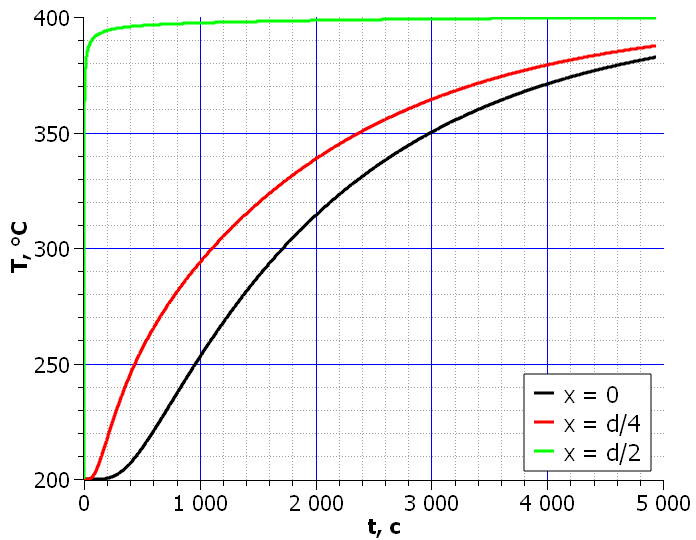 400
350
300
250
200
T, °C
0
1 000
2 000
3 000
4 000
5 000
t, c
x = 0
x = d/4
x = d/2